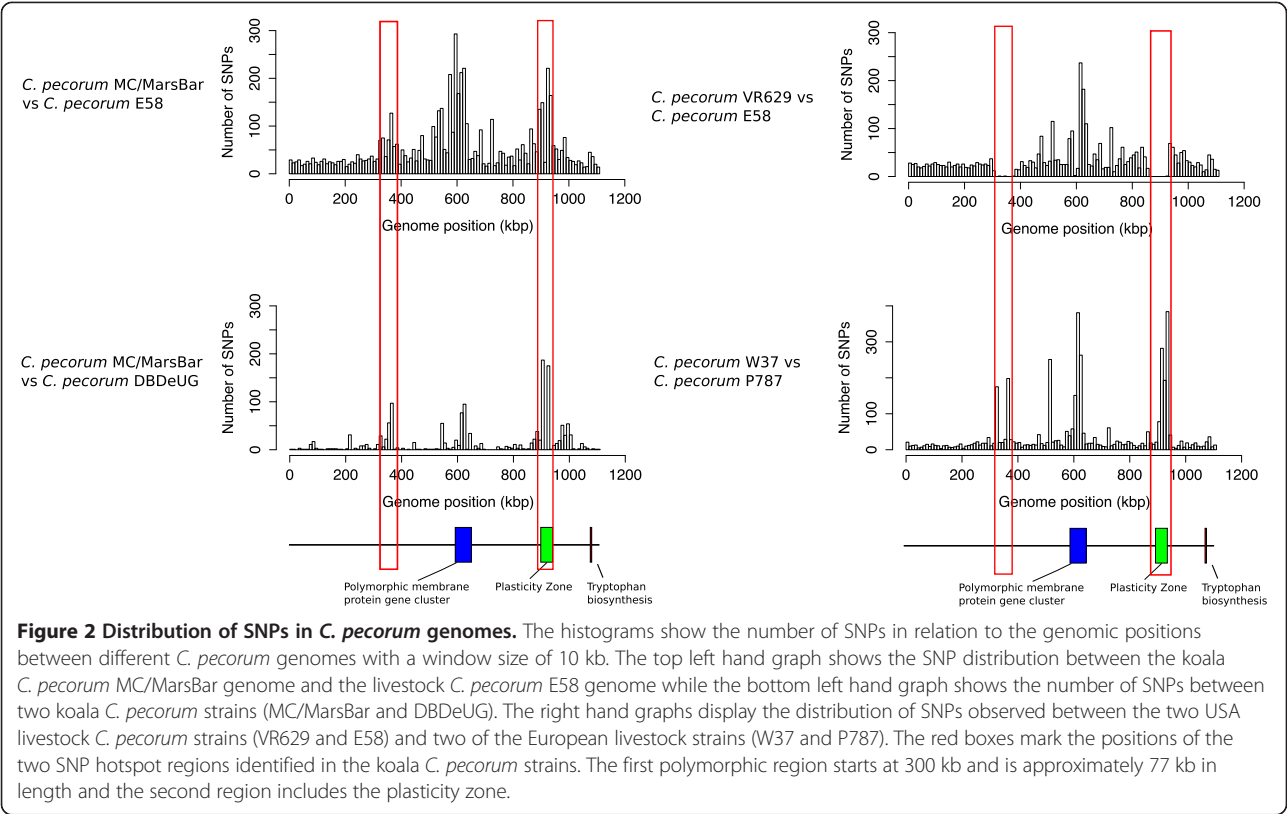 C. pecorum MC/MarsBar
vs C. pecorum E58
Number of SNPs
0 100 200 300
0 200 400 600 800 1000 1200
Genome position (kbp)
C. pecorum VR629 vs
C. pecorum E58
Number of SNPs
0 100 200 300
0 200 400 600 800 1000 1200
Genome position (kbp)
C. pecorum MC/MarsBar
vs C. pecorum DBDeUG
Number of SNPs
0 100 200 300
0 200 400 600 800 1000 1200
Genome position (kbp)
Polymorphic membrane
protein gene cluster
Plasticity Zone
Tryptophan
biosynthesis
C. pecorum W37 vs
C. pecorum P787
Number of SNPs
0 100 300
0 200 400 600 800 1000 1200
Genome position (kbp)
Polymorphic membrane
protein gene cluster
Plasticity Zone
Tryptophan
biosynthesis
Figure 2 Distribution of SNPs in C. pecorum genomes. The histograms show the number of SNPs in relation to the genomic positions
between different C. pecorum genomes with a window size of 10 kb. The top left hand graph shows the SNP distribution between the koala
C. pecorum MC/MarsBar genome and the livestock C. pecorum E58 genome while the bottom left hand graph shows the number of SNPs between
two koala C. pecorum strains (MC/MarsBar and DBDeUG). The right hand graphs display the distribution of SNPs observed between the two USA
livestock C. pecorum strains (VR629 and E58) and two of the European livestock strains (W37 and P787). The red boxes mark the positions of the
two SNP hotspot regions identified in the koala C. pecorum strains. The first polymorphic region starts at 300 kb and is approximately 77 kb in
length and the second region includes the plasticity zone.